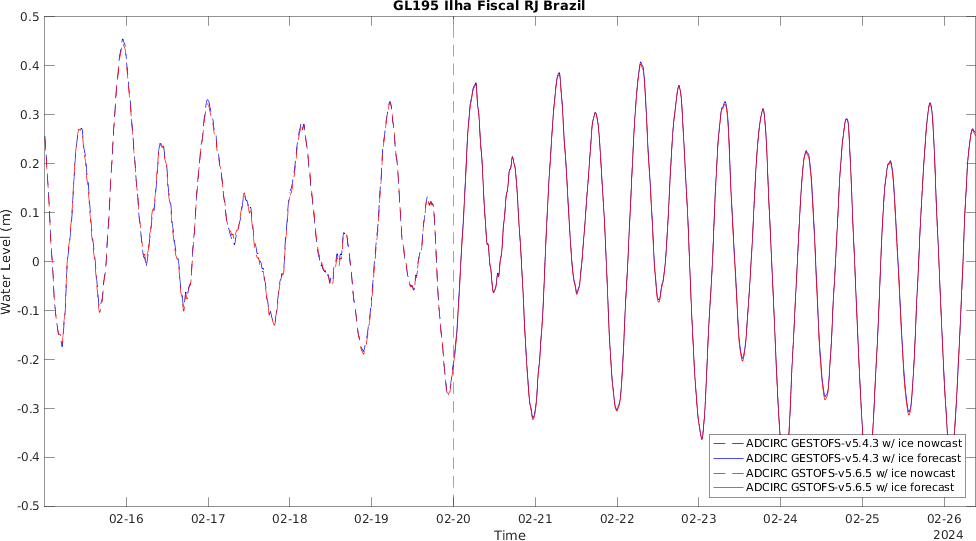 GL195 Ilha Fiscal RJ Brazil
0.5
0.4
0.3
0.2
0.1
0
-0.1
-0.2
-0.3
-0.4
-0.5
Water Level (m)
ADCIRC GESTOFS-v5.4.3 w/ ice nowcast
ADCIRC GESTOFS-v5.4.3 w/ ice forecast
ADCIRC GSTOFS-v5.6.5 w/ ice nowcast
ADCIRC GSTOFS-v5.6.5 w/ ice forecast
02-16 02-17 02-18 02-19 02-20 02-21 02-22 02-23 02-24 02-25 02-26
Time
2024